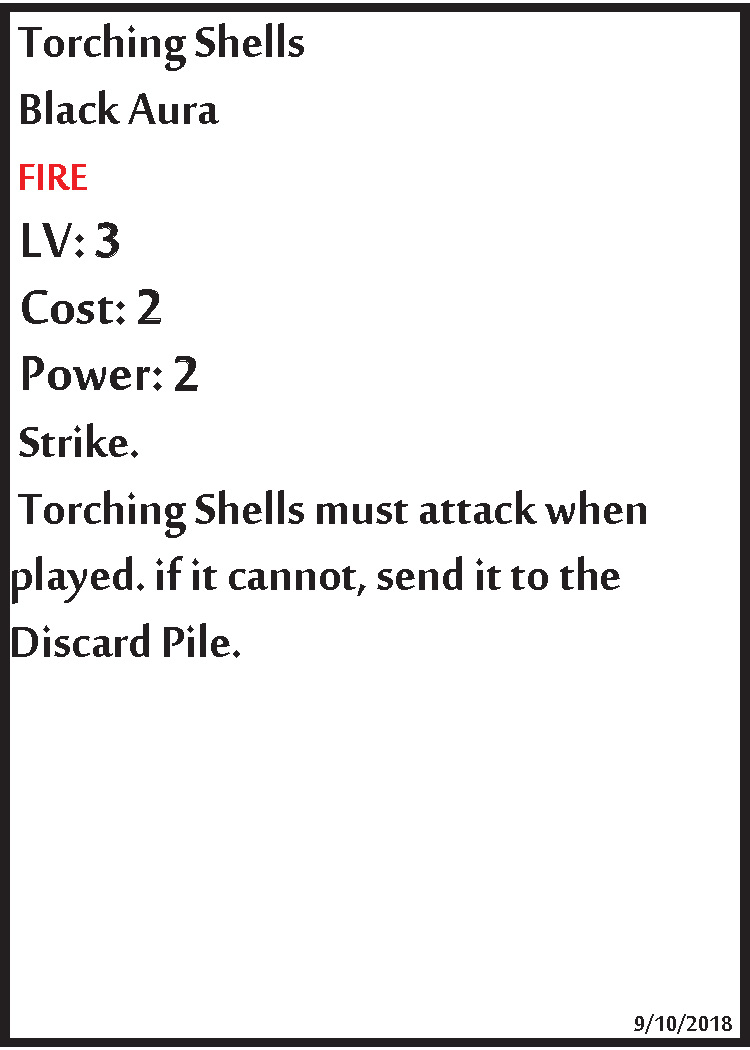 Torching Shells
Black Aura
FIRE
LV: 3
Cost: 2
Power: 2
Strike.
Torching Shells must attack when
played. if it cannot, send it to the
Discard Pile.
9/10/2018